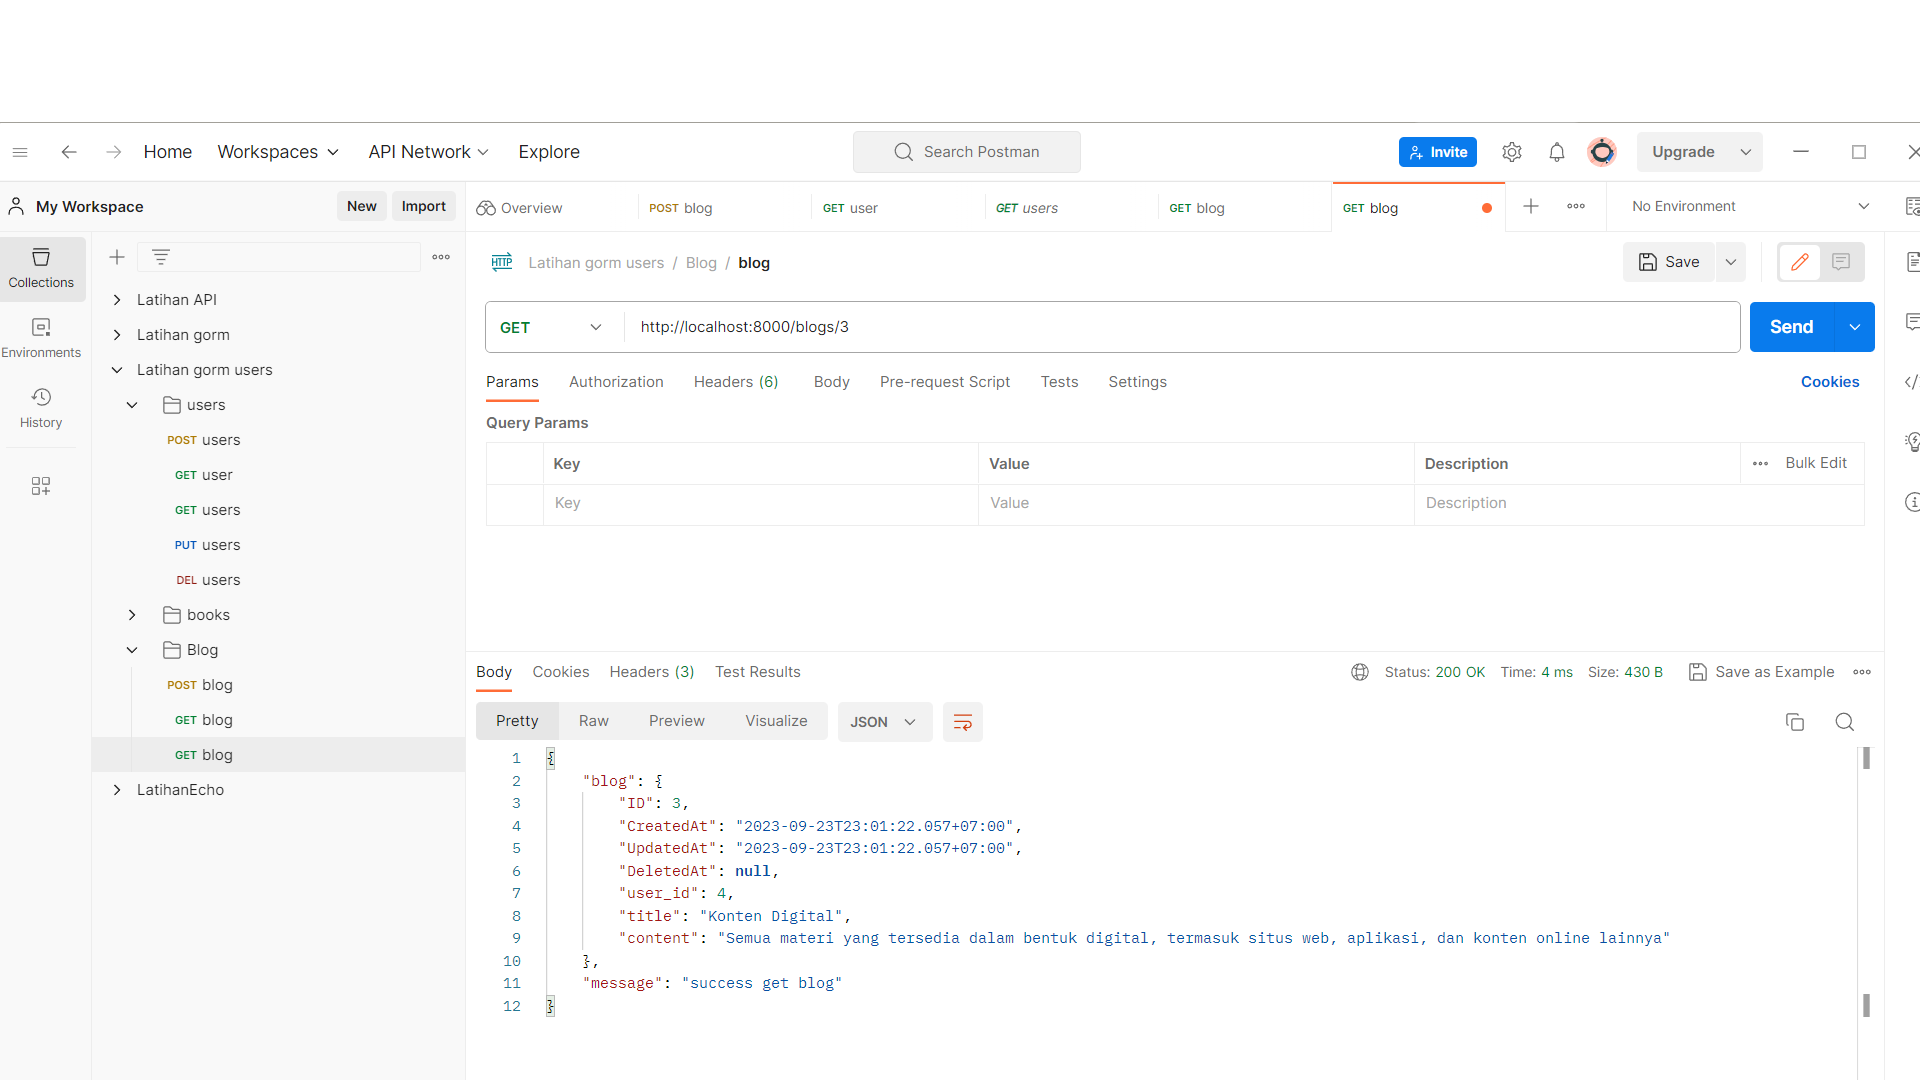 Home Workspaces API Network Explore Search Postman Invite Upgrade
My Workspace New Import Overview POST blog GET user GET users GET blog GET blog No Environment
Collections
Environments
History
Latihan API
Latihan gorm
Latihan gorm users
users
POST users
GET user
GET users
PUT users
DEL users
books
Blog
POST blog
GET blog
GET blog
LatihanEcho
HTTP Latihan gorm users / Blog / blog Save
GET http://localhost:8000/blogs/3 Send
Params Authorization Headers (6) Body Pre-request Script Tests Settings Cookies
Query Params
Key Value Description Bulk Edit
Key Value Description
Body Cookies Headers (3) Test Results Status: 200 OK Time: 4 ms Size: 430 B Save as Example
Pretty Raw Preview Visualize JSON
1 {
2 "blog": {
3 "ID": 3,
4 "CreatedAt": "2023-09-23T23:01:22.057+07:00",
5 "UpdatedAt": "2023-09-23T23:01:22.057+07:00",
6 "DeletedAt": null,
7 "user_id": 4,
8 "title": "Konten Digital",
9 "content": "Semua materi yang tersedia dalam bentuk digital, termasuk situs web, aplikasi, dan konten online lainnya"
10 },
11 "message": "success get blog"
12 }